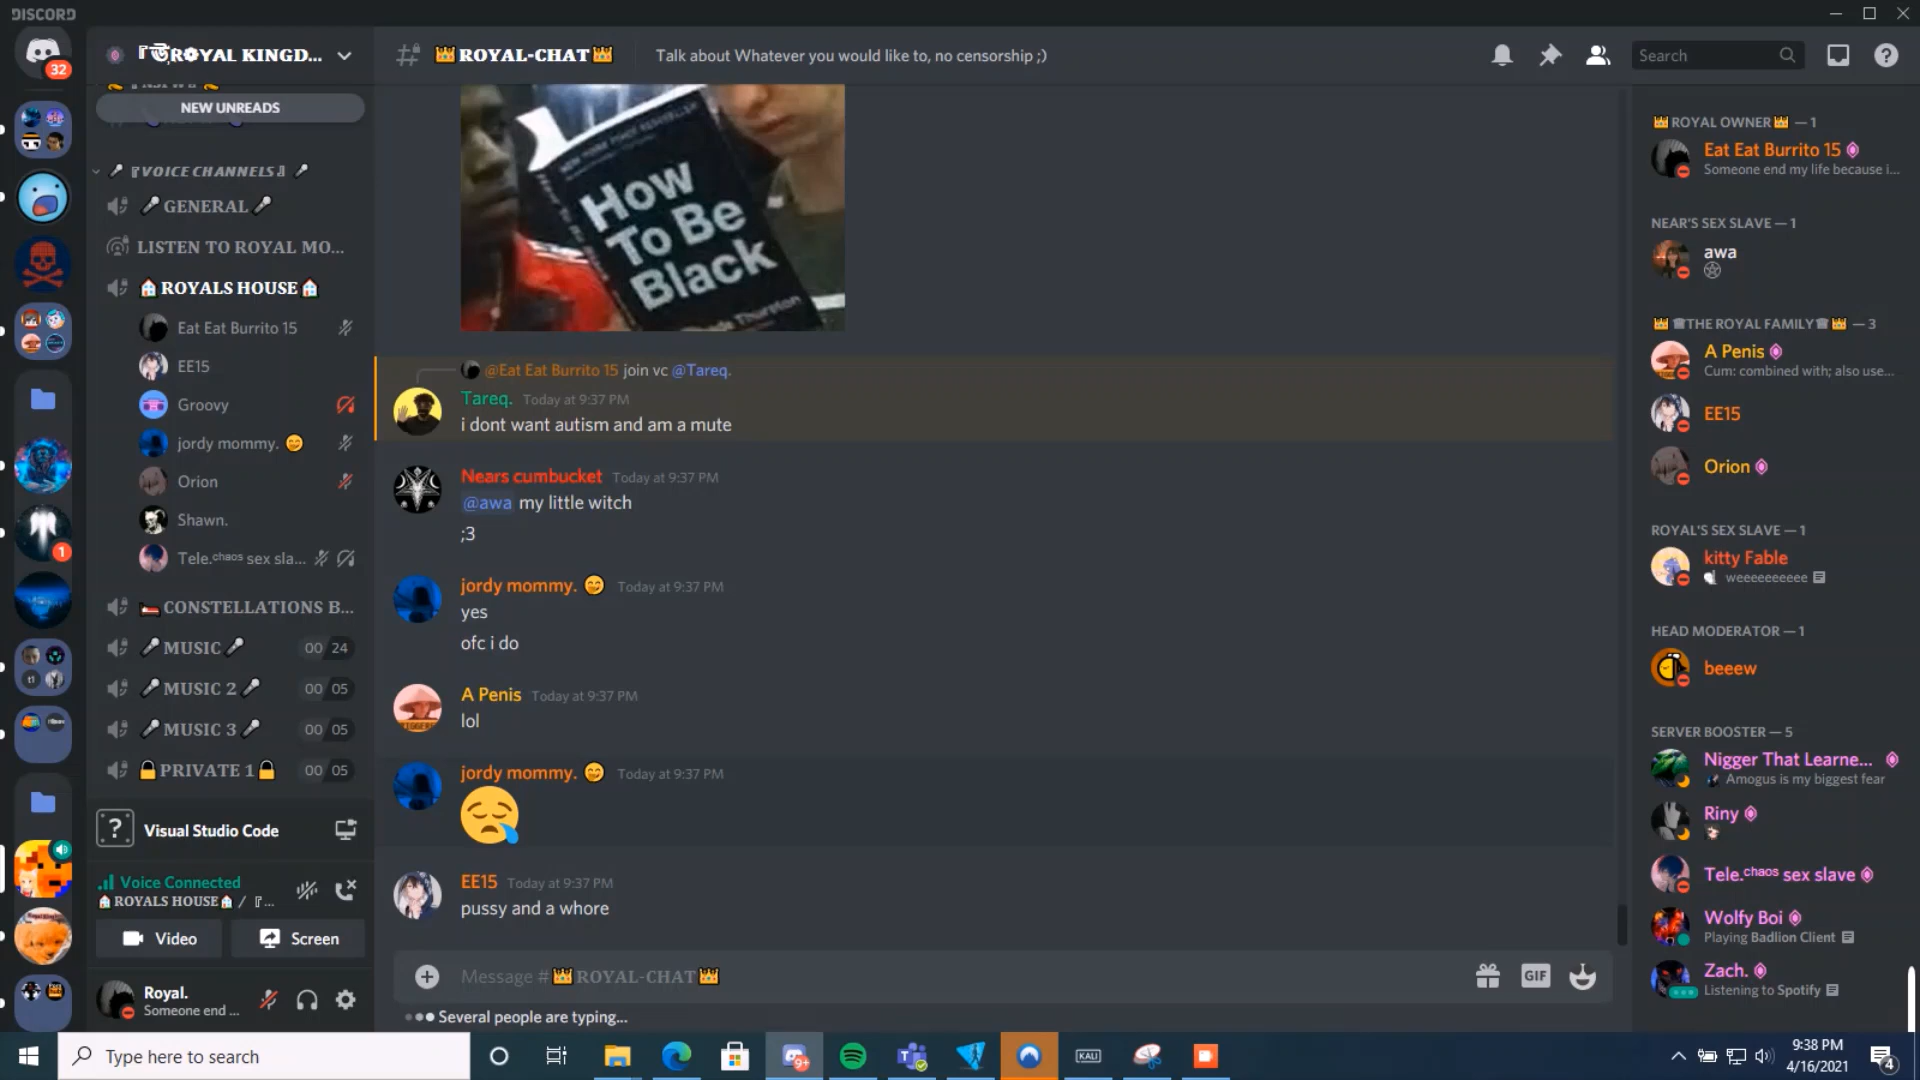 DISCORD
32
ROYAL KINGD...
NEW UNREADS
『VOICE CHANNELS』
GENERAL
LISTEN TO ROYAL MO...
ROYALS HOUSE
Eat Eat Burrito 15
EE15
Groovy
jordy mommy. 😊
Orion
Shawn.
Tele.ᶜʰᵃᵒˢ sex sla...
1
🛏CONSTELLATIONS B...
🎤MUSIC🎤 00 24
🎤MUSIC 2🎤 00 05
🎤MUSIC 3🎤 00 05
🔒PRIVATE 1🔒 00 05
? Visual Studio Code
Voice Connected
🏠ROYALS HOUSE🏠 / 『...
Video Screen
Royal.
Someone end ...
👑ROYAL-CHAT👑 Talk about Whatever you would like to, no censorship ;)
Search
NEW YORK TIMES BESTSELLER
How
To Be
Black
Thurston
@Eat Eat Burrito 15 join vc @Tareq.
Tareq. Today at 9:37 PM
i dont want autism and am a mute
Nears cumbucket Today at 9:37 PM
@awa my little witch
;3
jordy mommy. 😊 Today at 9:37 PM
yes
ofc i do
A Penis Today at 9:37 PM
lol
jordy mommy. 😊 Today at 9:37 PM
EE15 Today at 9:37 PM
pussy and a whore
Message #👑ROYAL-CHAT👑
GIF
Several people are typing...
👑ROYAL OWNER👑 — 1
Eat Eat Burrito 15
Someone end my life because i...
NEAR'S SEX SLAVE — 1
awa
👑☎THE ROYAL FAMILY☎👑 — 3
A Penis
Cum: combined with; also use...
EE15
Orion
ROYAL'S SEX SLAVE — 1
kitty Fable
weeeeeeeeee
HEAD MODERATOR — 1
beeew
SERVER BOOSTER — 5
Nigger That Learne...
Amogus is my biggest fear
Riny
Tele.ᶜʰᵃᵒˢ sex slave
Wolfy Boi
Playing Badlion Client
Zach.
Listening to Spotify
Type here to search
9+
KALI
9:38 PM
4/16/2021
4